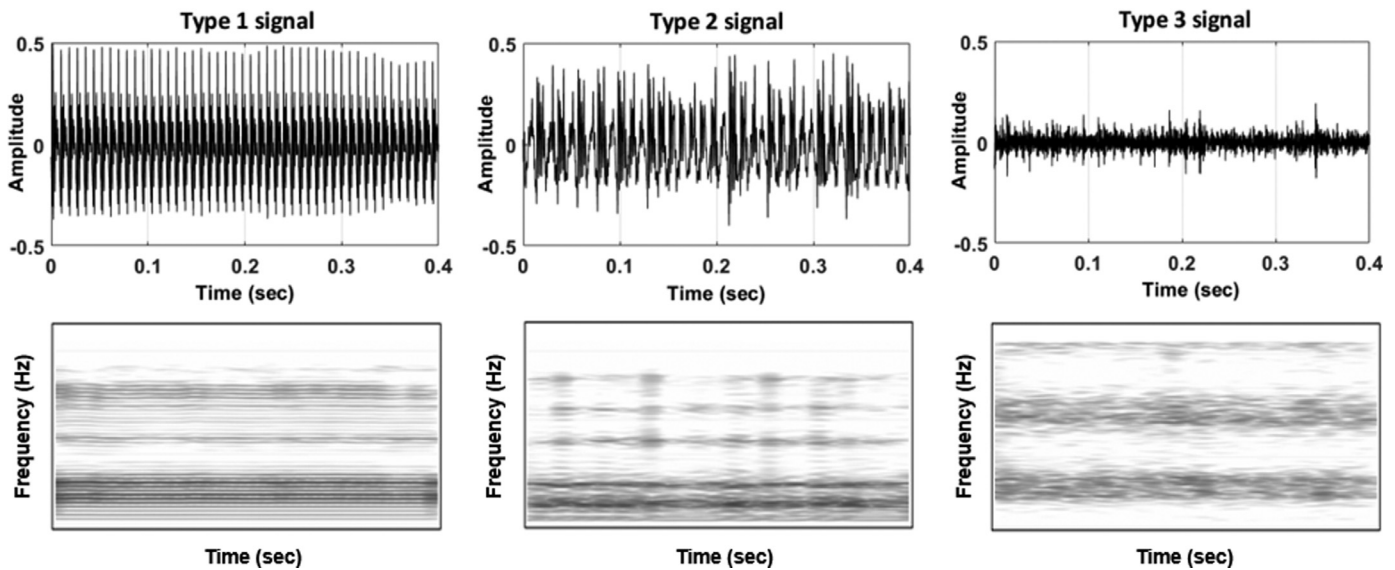 Type 1 signal
0.5
0
-0.5
Amplitude
0 0.1 0.2 0.3 0.4
Time (sec)
Type 2 signal
0.5
0
-0.5
Amplitude
0 0.1 0.2 0.3 0.4
Time (sec)
Type 3 signal
0.5
0
-0.5
Amplitude
0 0.1 0.2 0.3 0.4
Time (sec)
Frequency (Hz)
Time (sec)
Frequency (Hz)
Time (sec)
Frequency (Hz)
Time (sec)